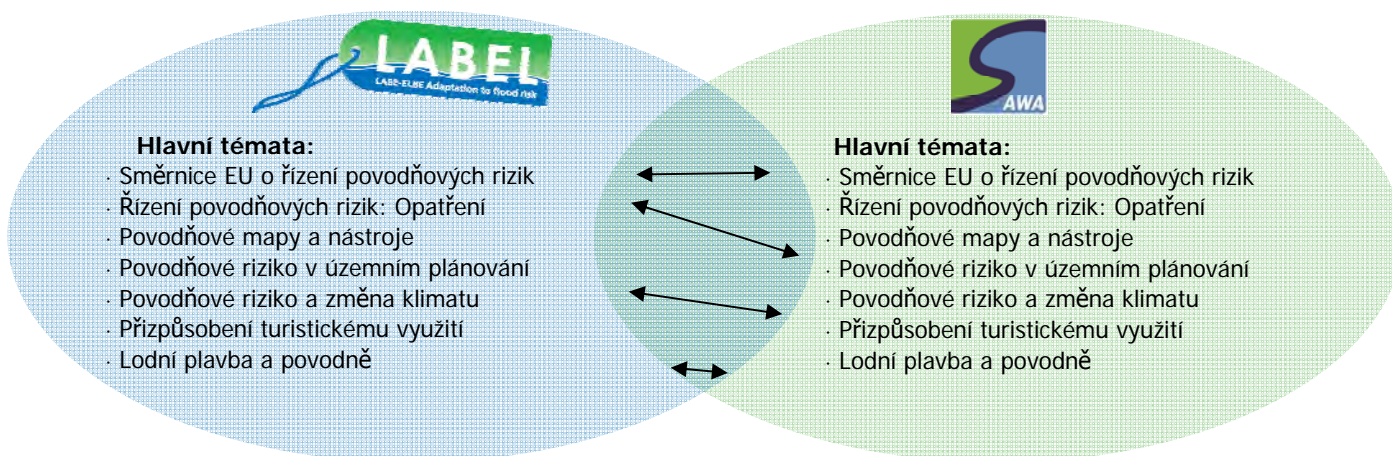 LABEL
LABE-ELBE Adaptation to flood risk
Hlavní témata:
· Směrnice EU o řízení povodňových rizik
· Řízení povodňových rizik: Opatření
· Povodňové mapy a nástroje
· Povodňové riziko v územním plánování
· Povodňové riziko a změna klimatu
· Přizpůsobení turistickému využití
· Lodní plavba a povodně
SAWA
Hlavní témata:
· Směrnice EU o řízení povodňových rizik
· Řízení povodňových rizik: Opatření
· Povodňové mapy a nástroje
· Povodňové riziko v územním plánování
· Povodňové riziko a změna klimatu
· Přizpůsobení turistickému využití
· Lodní plavba a povodně